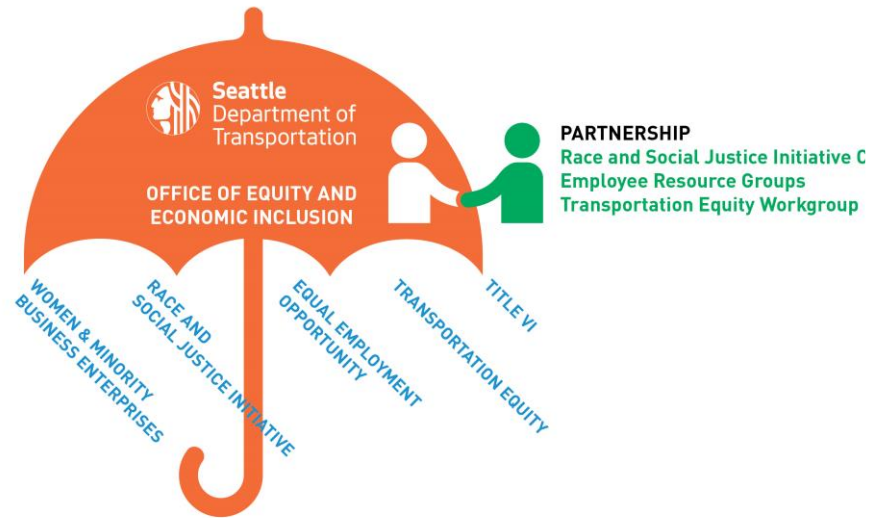 Seattle
Department of
Transportation
OFFICE OF EQUITY AND
ECONOMIC INCLUSION
PARTNERSHIP
Race and Social Justice Initiative C
Employee Resource Groups
Transportation Equity Workgroup
WOMEN & MINORITY
BUSINESS ENTERPRISES
RACE AND
SOCIAL JUSTICE INITIATIVE
EQUAL EMPLOYMENT
OPPORTUNITY
TRANSPORTATION EQUITY
TITLE VI